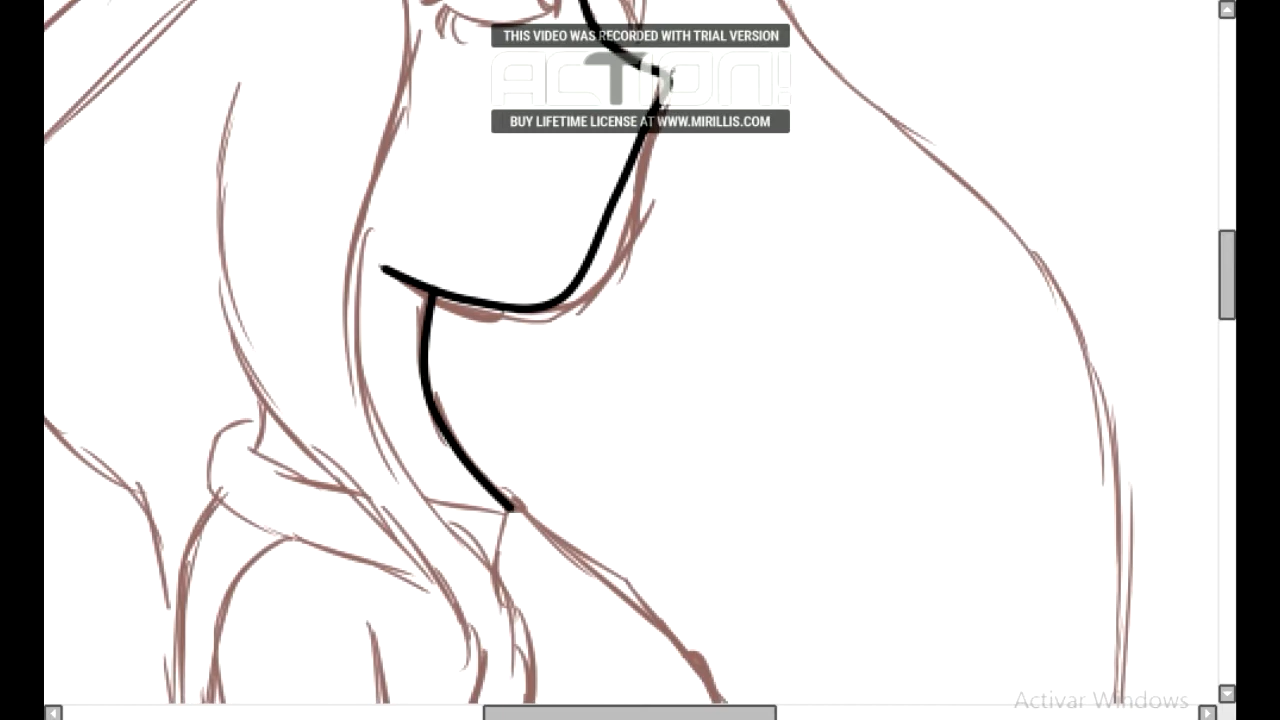 THIS VIDEO WAS RECORDED WITH TRIAL VERSION
ACTION!
BUY LIFETIME LICENSE AT WWW.MIRILLIS.COM
Activar Windows